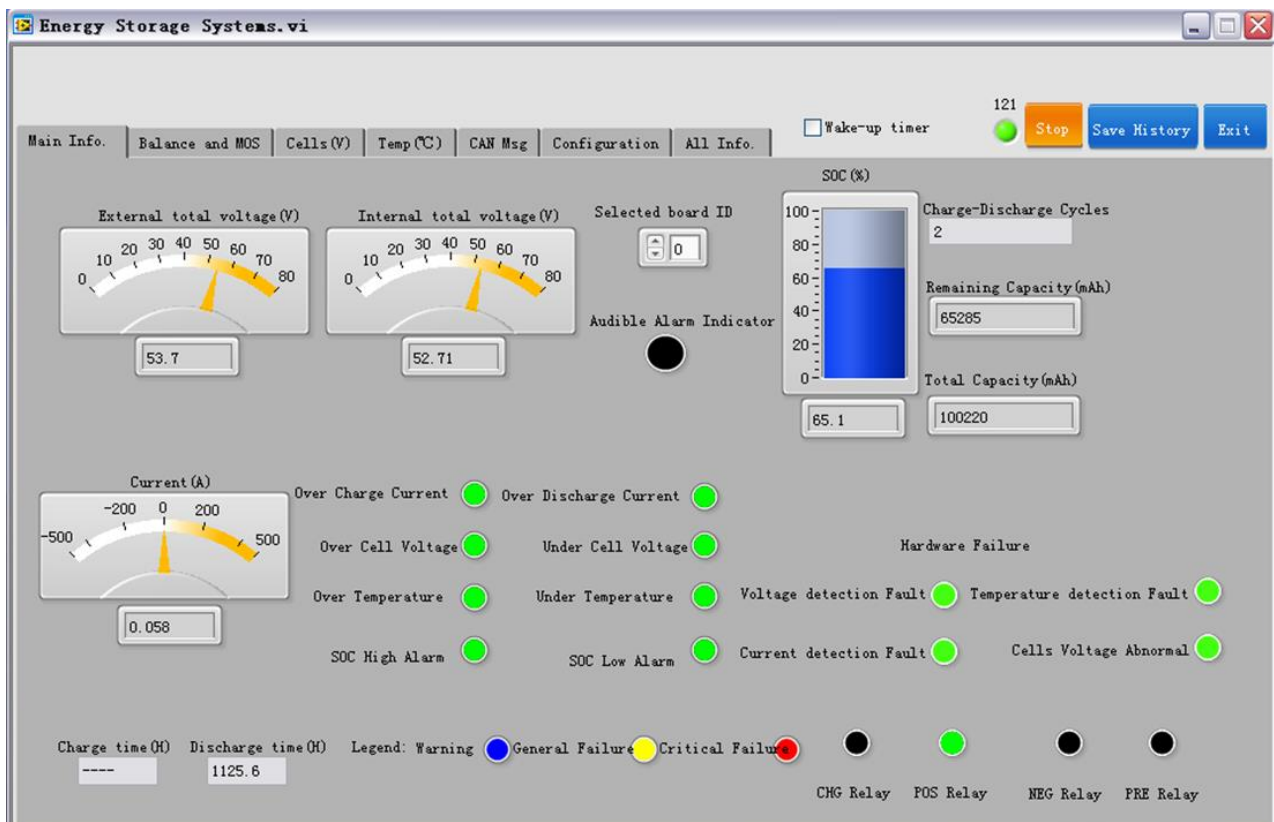 Energy Storage Systems.vi
121
Wake-up timer
Stop
Save History
Exit
Main Info.
Balance and MOS
Cells(V)
Temp(℃)
CAN Msg
Configuration
All Info.
External total voltage(V)
0 10 20 30 40 50 60 70 80
53.7
Internal total voltage(V)
0 10 20 30 40 50 60 70 80
52.71
Selected board ID
0
Audible Alarm Indicator
SOC(%)
100
80
60
40
20
0
65.1
Charge-Discharge Cycles
2
Remaining Capacity(mAh)
65285
Total Capacity(mAh)
100220
Current(A)
-500 -200 0 200 500
0.058
Over Charge Current
Over Discharge Current
Over Cell Voltage
Under Cell Voltage
Over Temperature
Under Temperature
SOC High Alarm
SOC Low Alarm
Hardware Failure
Voltage detection Fault
Temperature detection Fault
Current detection Fault
Cells Voltage Abnormal
Charge time(H)
----
Discharge time(H)
1125.6
Legend: Warning
General Failure
Critical Failure
CHG Relay
POS Relay
NEG Relay
PRE Relay